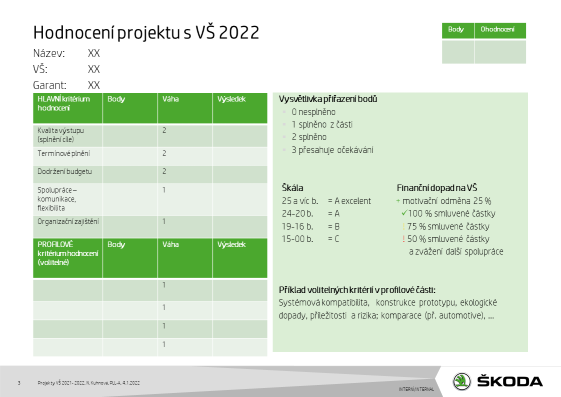 Hodnocení projektu s VŠ 2022
Název: XX
VŠ: XX
Garant: XX
Body Ohodnocení
HLAVNÍ kritérium hodnocení Body Váha Výsledek
Kvalita výstupu (splnění cíle) 2
Termínové plnění 2
Dodržení budgetu 2
Spolupráce – komunikace, flexibilita 1
Organizační zajištění 1
PROFILOVÉ kritérium hodnocení (volitelné) Body Váha Výsledek
1
1
1
1
Vysvětlivka přiřazení bodů
0 nesplněno
1 splněno z části
2 splněno
3 přesahuje očekávání
Škála
25 a víc b. = A excelent
24-20 b. = A
19-16 b. = B
15-00 b. = C
Finanční dopad na VŠ
+ motivační odměna 25 %
✓ 100 % smluvené částky
75 % smluvené částky
! 50 % smluvené částky
a zvážení další spolupráce
Příklad volitelných kritérií v profilové části:
Systémová kompatibilita, konstrukce prototypu, ekologické
dopady, příležitosti a rizika; komparace (př. automotive), ...
3 Projekty VŠ 2021-2022, A. Kuhnova, PLL-A, 8.1.2022
INTERNÍ/INTERNAL
ŠKODA